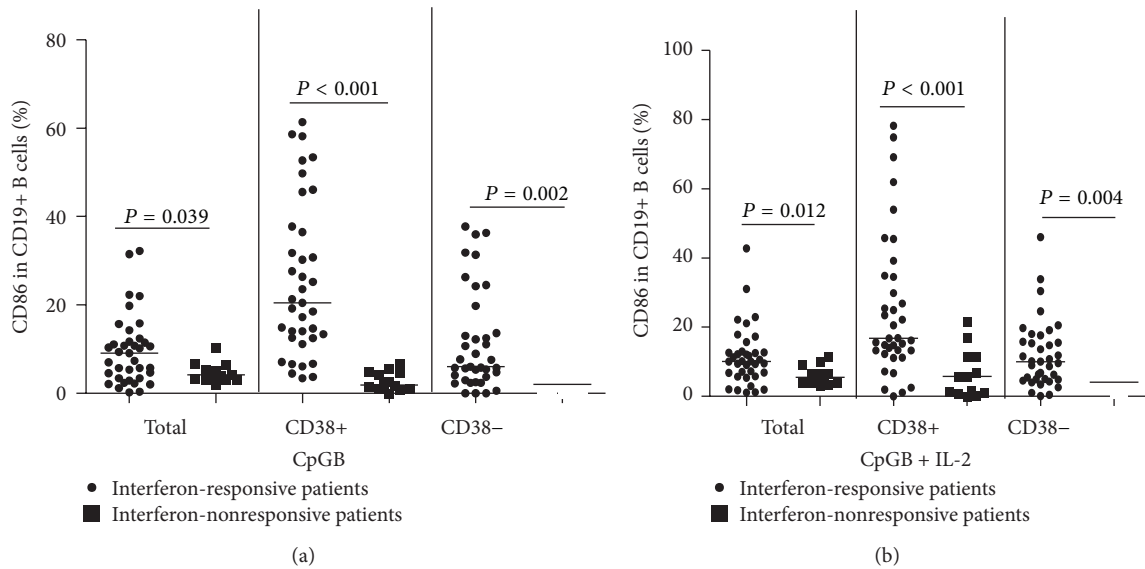 80
60
40
20
0
CD86 in CD19+ B cells (%)
P = 0.039
P < 0.001
P = 0.002
Total
CD38+
CD38−
CpGB
Interferon-responsive patients
Interferon-nonresponsive patients
(a)
100
80
60
40
20
0
CD86 in CD19+ B cells (%)
P = 0.012
P < 0.001
P = 0.004
Total
CD38+
CD38−
CpGB + IL-2
Interferon-responsive patients
Interferon-nonresponsive patients
(b)